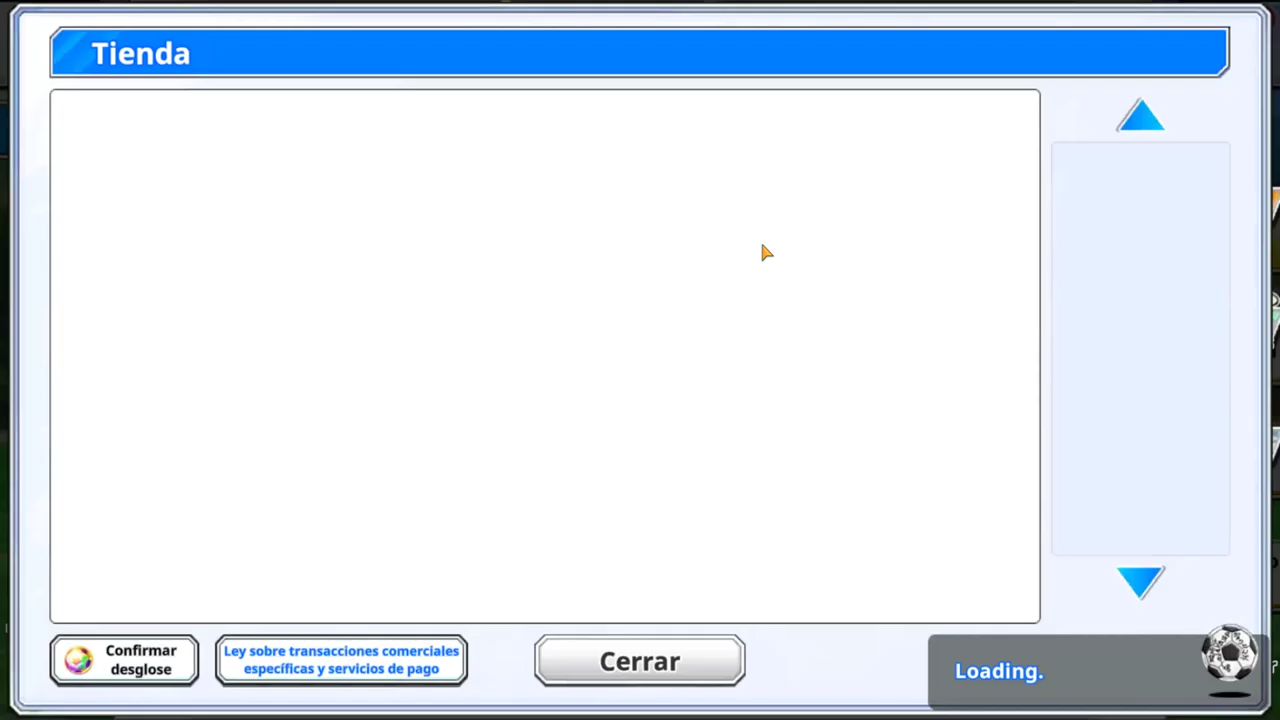 Tienda
Confirmar
desglose
Ley sobre transacciones comerciales
específicas y servicios de pago
Cerrar
Loading.